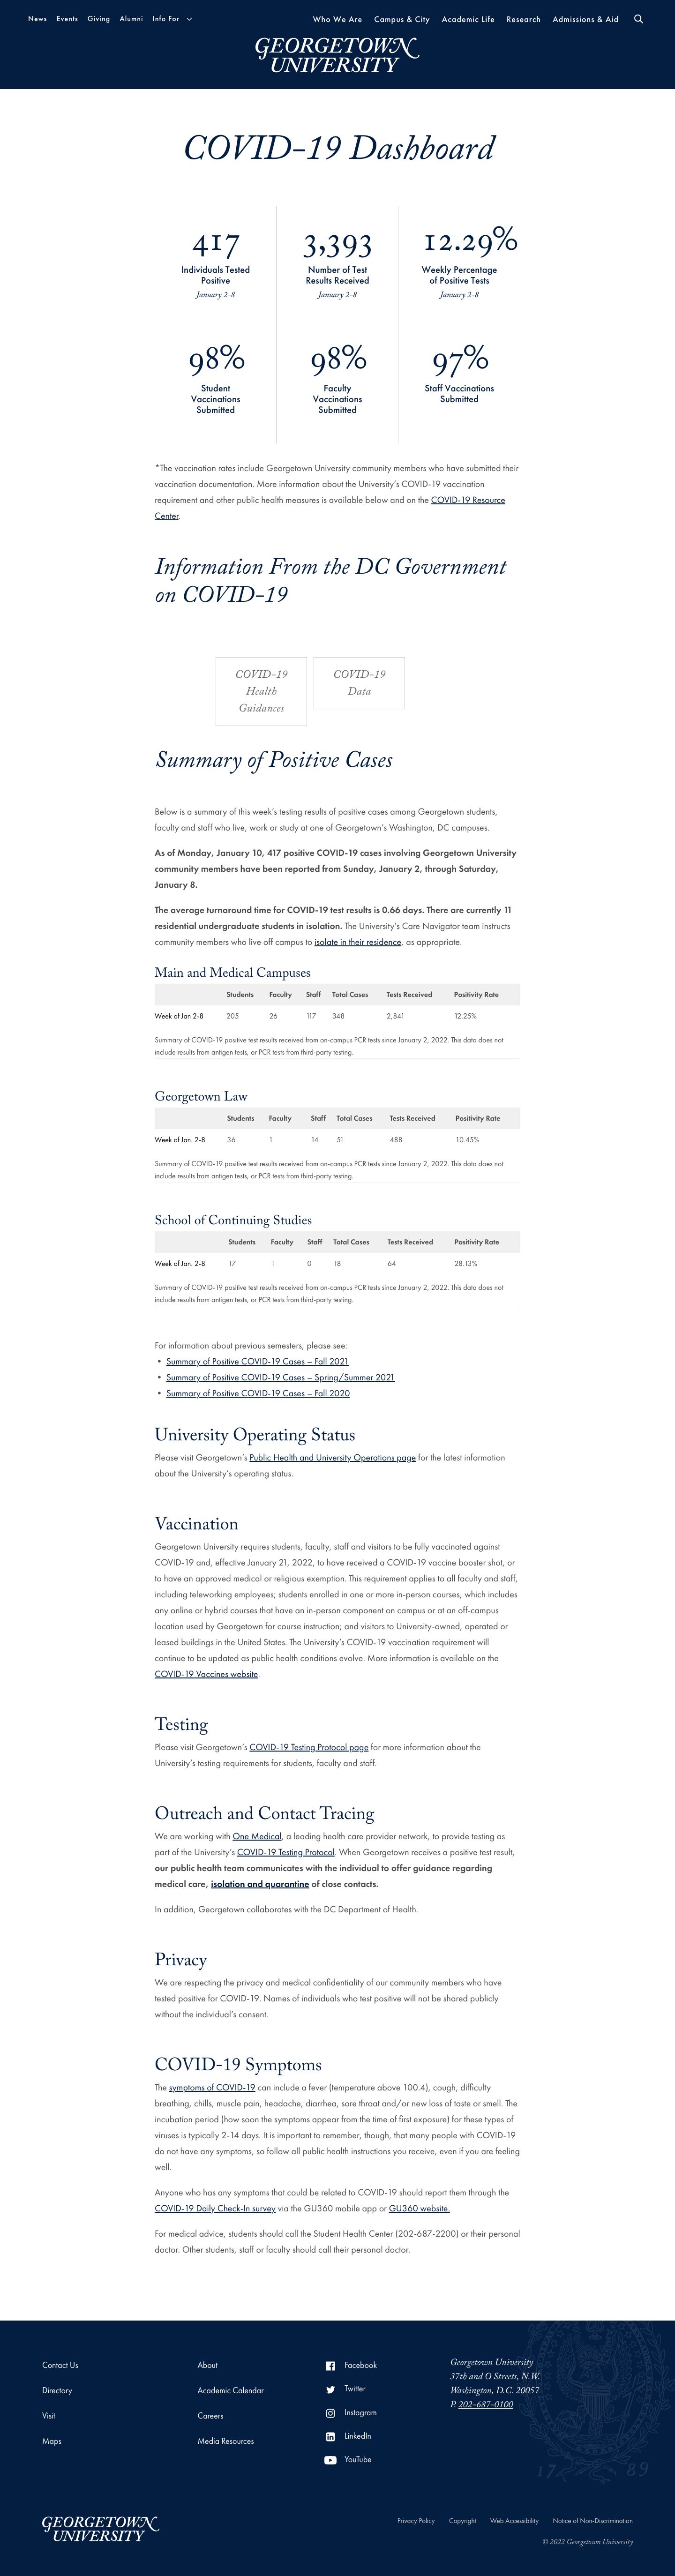 News Events Giving Alumni Info For
Who We Are Campus & City Academic Life Research Admissions & Aid
GEORGETOWN
UNIVERSITY
COVID-19 Dashboard
417
Individuals Tested
Positive
January 2-8
3,393
Number of Test
Results Received
January 2-8
12.29%
Weekly Percentage
of Positive Tests
January 2-8
98%
Student
Vaccinations
Submitted
98%
Faculty
Vaccinations
Submitted
97%
Staff Vaccinations
Submitted
*The vaccination rates include Georgetown University community members who have submitted their
vaccination documentation. More information about the University's COVID-19 vaccination
requirement and other public health measures is available below and on the COVID-19 Resource
Center.
Information From the DC Government
on COVID-19
COVID-19
Health
Guidances
COVID-19
Data
Summary of Positive Cases
Below is a summary of this week's testing results of positive cases among Georgetown students,
faculty and staff who live, work or study at one of Georgetown's Washington, DC campuses.
As of Monday, January 10, 417 positive COVID-19 cases involving Georgetown University
community members have been reported from Sunday, January 2, through Saturday,
January 8.
The average turnaround time for COVID-19 test results is 0.66 days. There are currently 11
residential undergraduate students in isolation. The University's Care Navigator team instructs
community members who live off campus to isolate in their residence, as appropriate.
Main and Medical Campuses
Students Faculty Staff Total Cases Tests Received Positivity Rate
Week of Jan 2-8 205 26 117 348 2,841 12.25%
Summary of COVID-19 positive test results received from on-campus PCR tests since January 2, 2022. This data does not
include results from antigen tests, or PCR tests from third-party testing.
Georgetown Law
Students Faculty Staff Total Cases Tests Received Positivity Rate
Week of Jan. 2-8 36 1 14 51 488 10.45%
Summary of COVID-19 positive test results received from on-campus PCR tests since January 2, 2022. This data does not
include results from antigen tests, or PCR tests from third-party testing.
School of Continuing Studies
Students Faculty Staff Total Cases Tests Received Positivity Rate
Week of Jan. 2-8 17 1 0 18 64 28.13%
Summary of COVID-19 positive test results received from on-campus PCR tests since January 2, 2022. This data does not
include results from antigen tests, or PCR tests from third-party testing.
For information about previous semesters, please see:
• Summary of Positive COVID-19 Cases – Fall 2021
• Summary of Positive COVID-19 Cases – Spring/Summer 2021
• Summary of Positive COVID-19 Cases – Fall 2020
University Operating Status
Please visit Georgetown's Public Health and University Operations page for the latest information
about the University's operating status.
Vaccination
Georgetown University requires students, faculty, staff and visitors to be fully vaccinated against
COVID-19 and, effective January 21, 2022, to have received a COVID-19 vaccine booster shot, or
to have an approved medical or religious exemption. This requirement applies to all faculty and staff,
including teleworking employees; students enrolled in one or more in-person courses, which includes
any online or hybrid courses that have an in-person component on campus or at an off-campus
location used by Georgetown for course instruction; and visitors to University-owned, operated or
leased buildings in the United States. The University's COVID-19 vaccination requirement will
continue to be updated as public health conditions evolve. More information is available on the
COVID-19 Vaccines website.
Testing
Please visit Georgetown's COVID-19 Testing Protocol page for more information about the
University's testing requirements for students, faculty and staff.
Outreach and Contact Tracing
We are working with One Medical, a leading health care provider network, to provide testing as
part of the University's COVID-19 Testing Protocol. When Georgetown receives a positive test result,
our public health team communicates with the individual to offer guidance regarding
medical care, isolation and quarantine of close contacts.
In addition, Georgetown collaborates with the DC Department of Health.
Privacy
We are respecting the privacy and medical confidentiality of our community members who have
tested positive for COVID-19. Names of individuals who test positive will not be shared publicly
without the individual's consent.
COVID-19 Symptoms
The symptoms of COVID-19 can include a fever (temperature above 100.4), cough, difficulty
breathing, chills, muscle pain, headache, diarrhea, sore throat and/or new loss of taste or smell. The
incubation period (how soon the symptoms appear from the time of first exposure) for these types of
viruses is typically 2-14 days. It is important to remember, though, that many people with COVID-19
do not have any symptoms, so follow all public health instructions you receive, even if you are feeling
well.
Anyone who has any symptoms that could be related to COVID-19 should report them through the
COVID-19 Daily Check-In survey via the GU360 mobile app or GU360 website.
For medical advice, students should call the Student Health Center (202-687-2200) or their personal
doctor. Other students, staff or faculty should call their personal doctor.
Contact Us
Directory
Visit
Maps
About
Academic Calendar
Careers
Media Resources
Facebook
Twitter
Instagram
LinkedIn
YouTube
Georgetown University
37th and O Streets, N.W.
Washington, D.C. 20057
P. 202-687-0100
17 89
GEORGETOWN
UNIVERSITY
Privacy Policy Copyright Web Accessibility Notice of Non-Discrimination
© 2022 Georgetown University